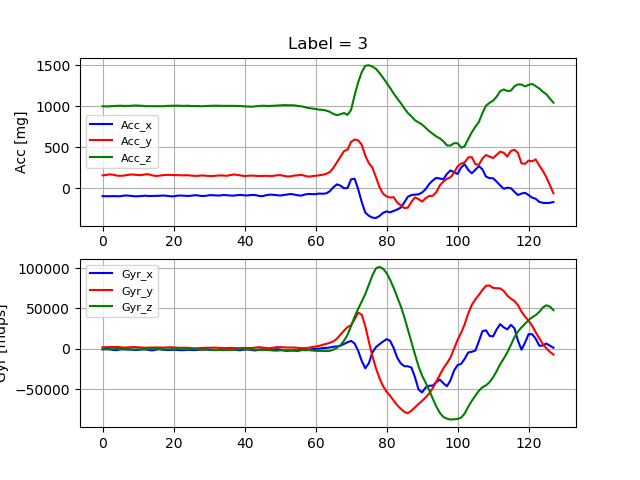 Label = 3
1500
1000
500
0
Acc [mg]
Acc_x
Acc_y
Acc_z
0 20 40 60 80 100 120
100000
50000
0
−50000
Gyr [mdps]
Gyr_x
Gyr_y
Gyr_z
0 20 40 60 80 100 120